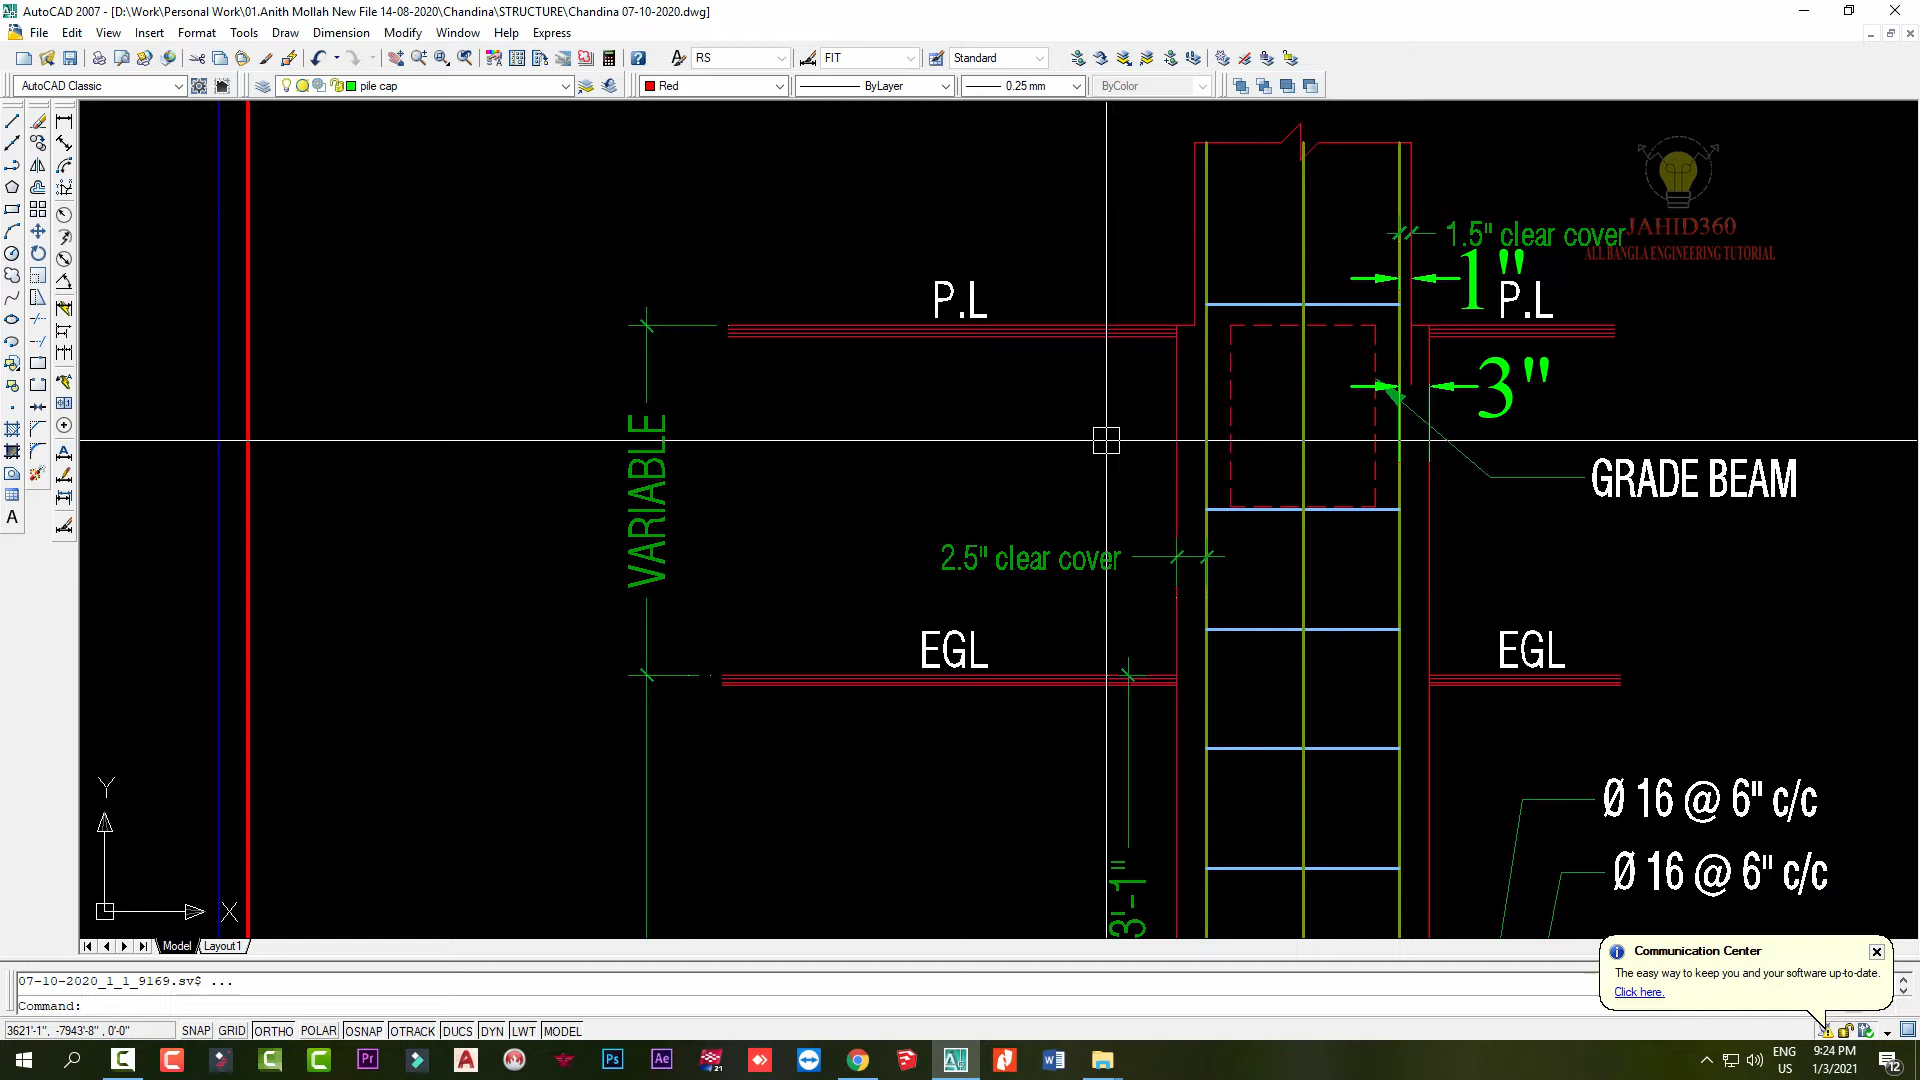 AutoCAD 2007 - [D:\Work\Personal Work\01.Anith Mollah New File 14-08-2020\Chandina\STRUCTURE\Chandina 07-10-2020.dwg]
File Edit View Insert Format Tools Draw Dimension Modify Window Help Express
RS FIT Standard
AutoCAD Classic pile cap Red ByLayer 0.25 mm ByColor
1.5" clear cover
JAHID360
ALL BANGLA ENGINEERING TUTORIAL
1"
P.L P.L
3"
VARIABLE
GRADE BEAM
2.5" clear cover
EGL EGL
Ø 16 @ 6" c/c
Ø 16 @ 6" c/c
3'-1"
Y
X
Model Layout1
Communication Center
The easy way to keep you and your software up-to-date.
Click here.
07-10-2020_1_1_9169.sv$ ...
Command:
3621'-1", -7943'-8" , 0'-0" SNAP GRID ORTHO POLAR OSNAP OTRACK DUCS DYN LWT MODEL
ENG
US
9:24 PM
1/3/2021
12